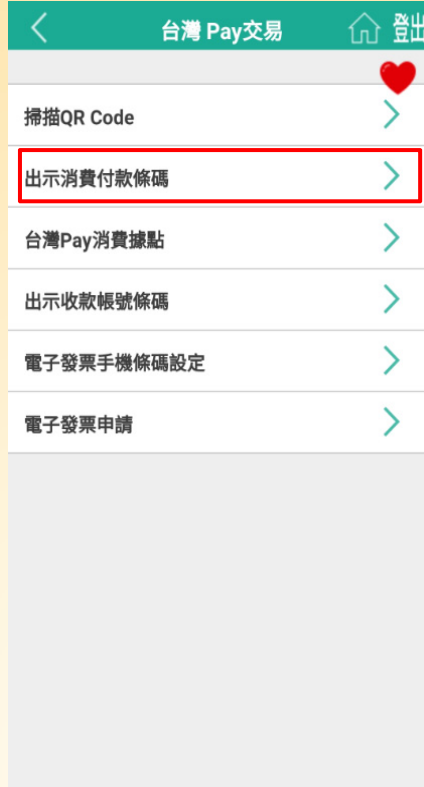 台灣 Pay交易 登出
掃描QR Code
出示消費付款條碼
台灣Pay消費據點
出示收款帳號條碼
電子發票手機條碼設定
電子發票申請